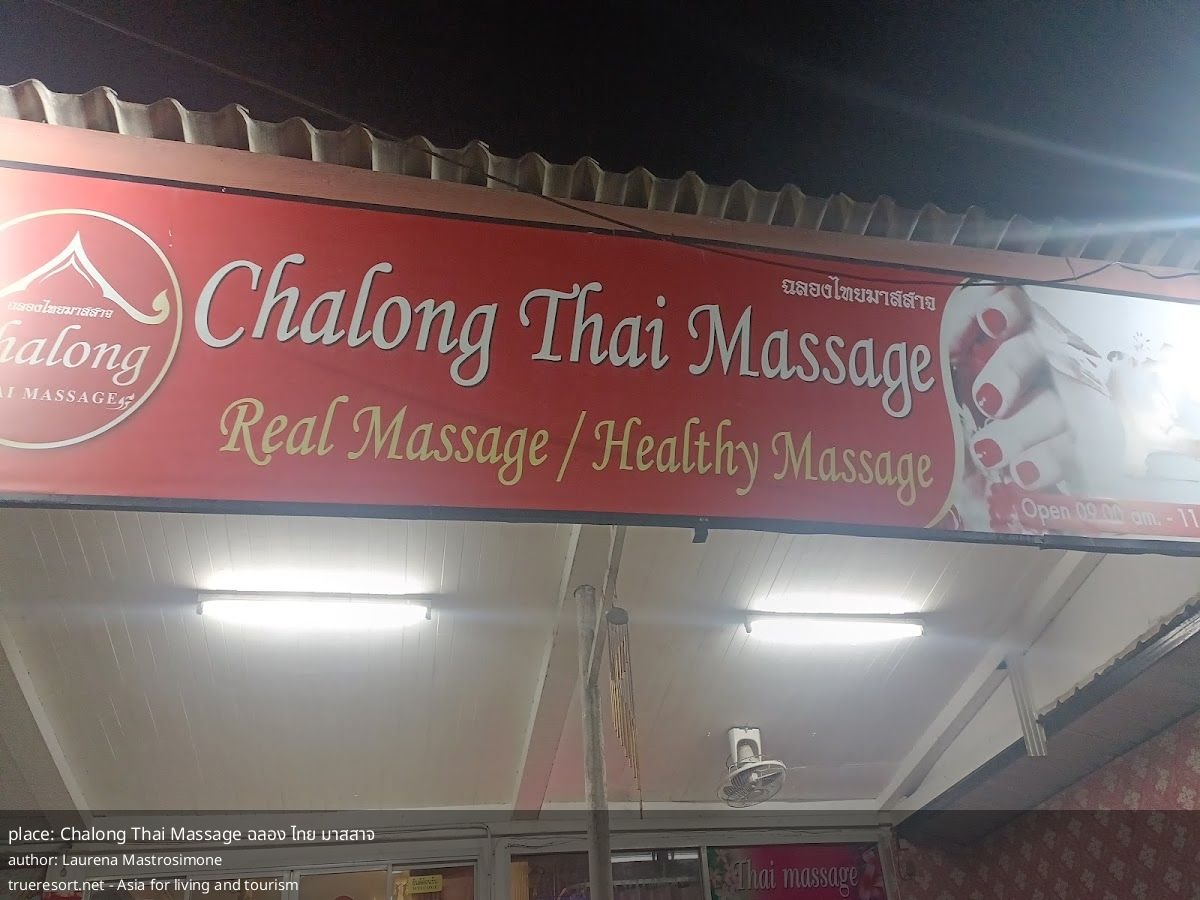 ฉลองไทยมาสสาจ
halong
AI MASSAGE
ฉลองไทยมาสสาจ
Chalong Thai Massage
Real Massage / Healthy Massage
Open 09.00 am. - 11
Thai massage
WELCOME
place: Chalong Thai Massage ฉลอง ไทย มาสสาจ
author: Laurena Mastrosimone
trueresort.net - Asia for living and tourism